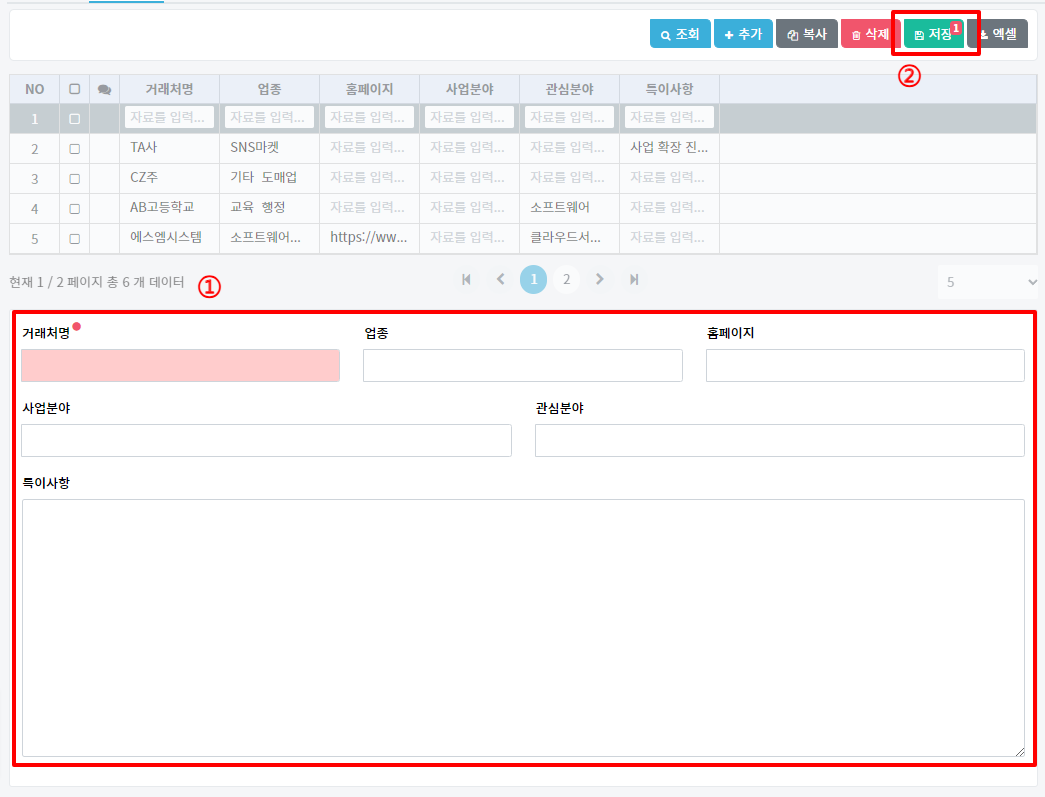 조회 추가 복사 삭제 저장 1 엑셀
②
NO 거래처명 업종 홈페이지 사업분야 관심분야 특이사항
1 자료를 입력... 자료를 입력... 자료를 입력... 자료를 입력... 자료를 입력... 자료를 입력...
2 TA사 SNS마켓 자료를 입력... 자료를 입력... 자료를 입력... 사업 확장 진...
3 CZ주 기타 도매업 자료를 입력... 자료를 입력... 자료를 입력... 자료를 입력...
4 AB고등학교 교육 행정 자료를 입력... 자료를 입력... 소프트웨어 자료를 입력...
5 에스엠시스템 소프트웨어... https://ww... 자료를 입력... 클라우드서... 자료를 입력...
현재 1 / 2 페이지 총 6 개 데이터 ① 1 2 5
거래처명 업종 홈페이지
사업분야 관심분야
특이사항